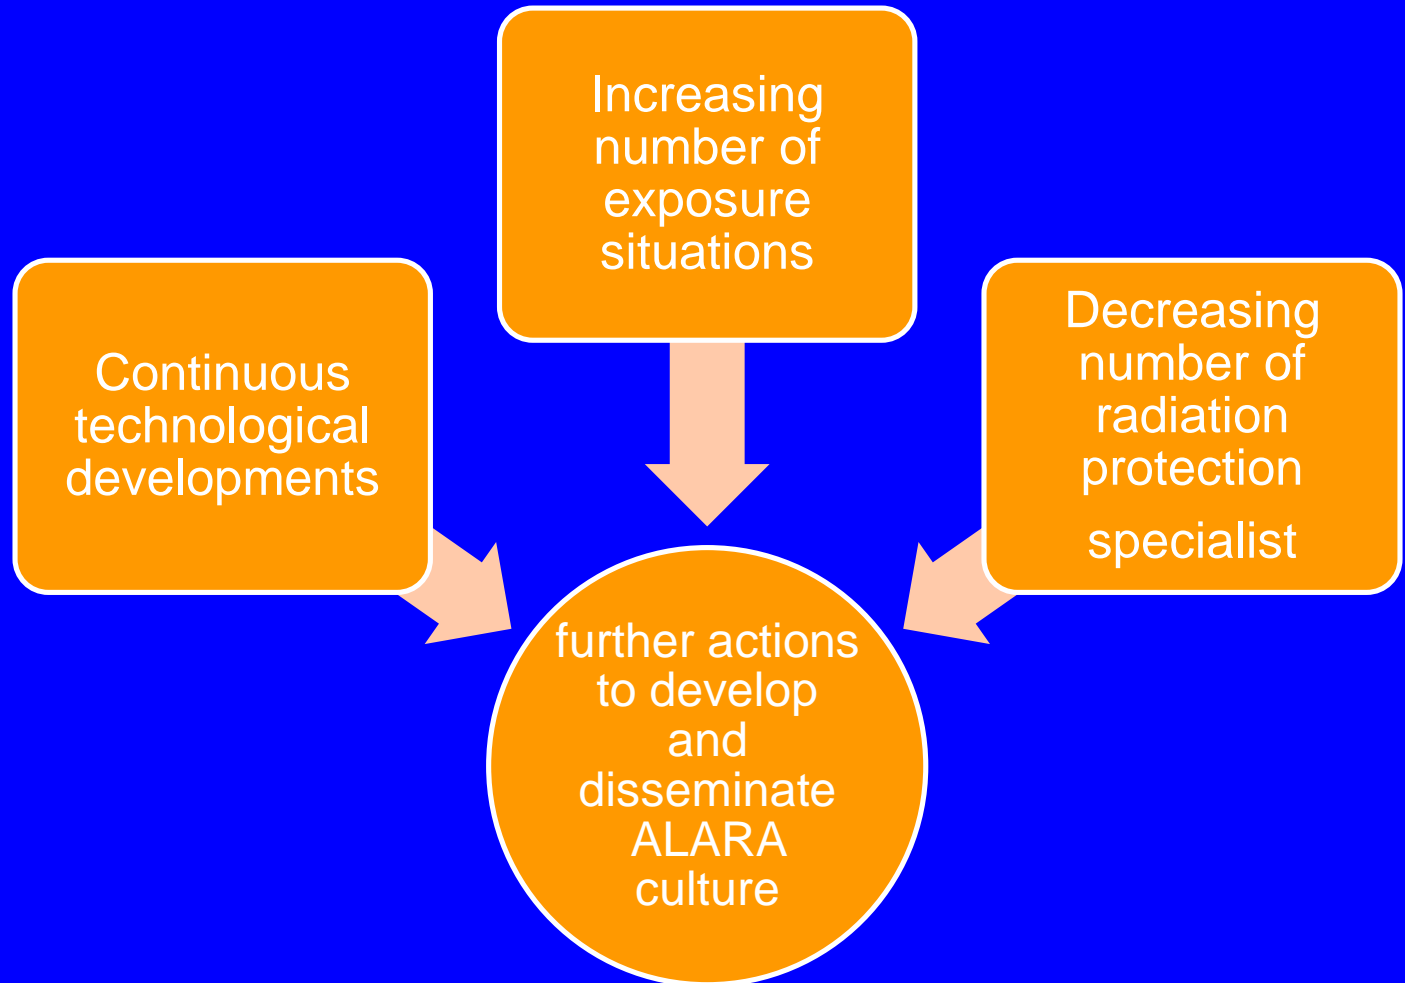 Increasing
number of
exposure
situations
Continuous
technological
developments
Decreasing
number of
radiation
protection
specialist
further actions
to develop
and
disseminate
ALARA
culture